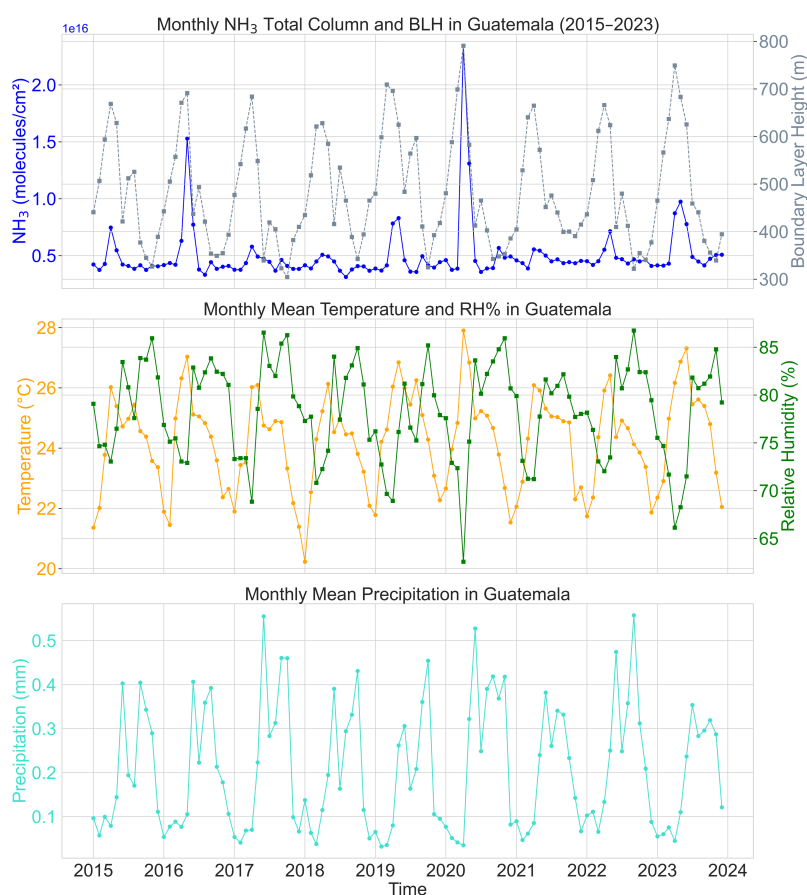 Monthly NH₃ Total Column and BLH in Guatemala (2015–2023)
1e16
2.0
1.5
1.0
0.5
NH₃ (molecules/cm²)
800
700
600
500
400
300
Boundary Layer Height (m)
Monthly Mean Temperature and RH% in Guatemala
28
26
24
22
20
Temperature (°C)
85
80
75
70
65
Relative Humidity (%)
Monthly Mean Precipitation in Guatemala
0.5
0.4
0.3
0.2
0.1
Precipitation (mm)
2015 2016 2017 2018 2019 2020 2021 2022 2023 2024
Time